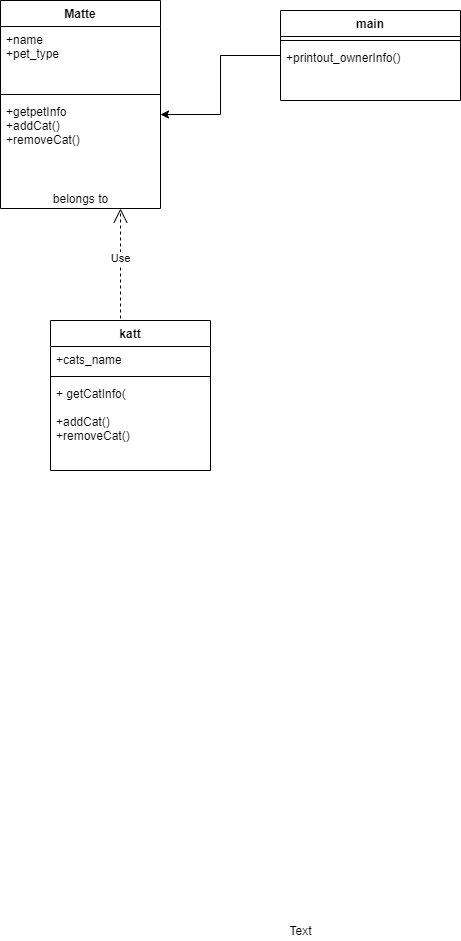 Matte
+name
+pet_type
+getpetInfo
+addCat()
+removeCat()
belongs to
main
+printout_ownerInfo()
Use
katt
+cats_name
+ getCatInfo(
+addCat()
+removeCat()
Text